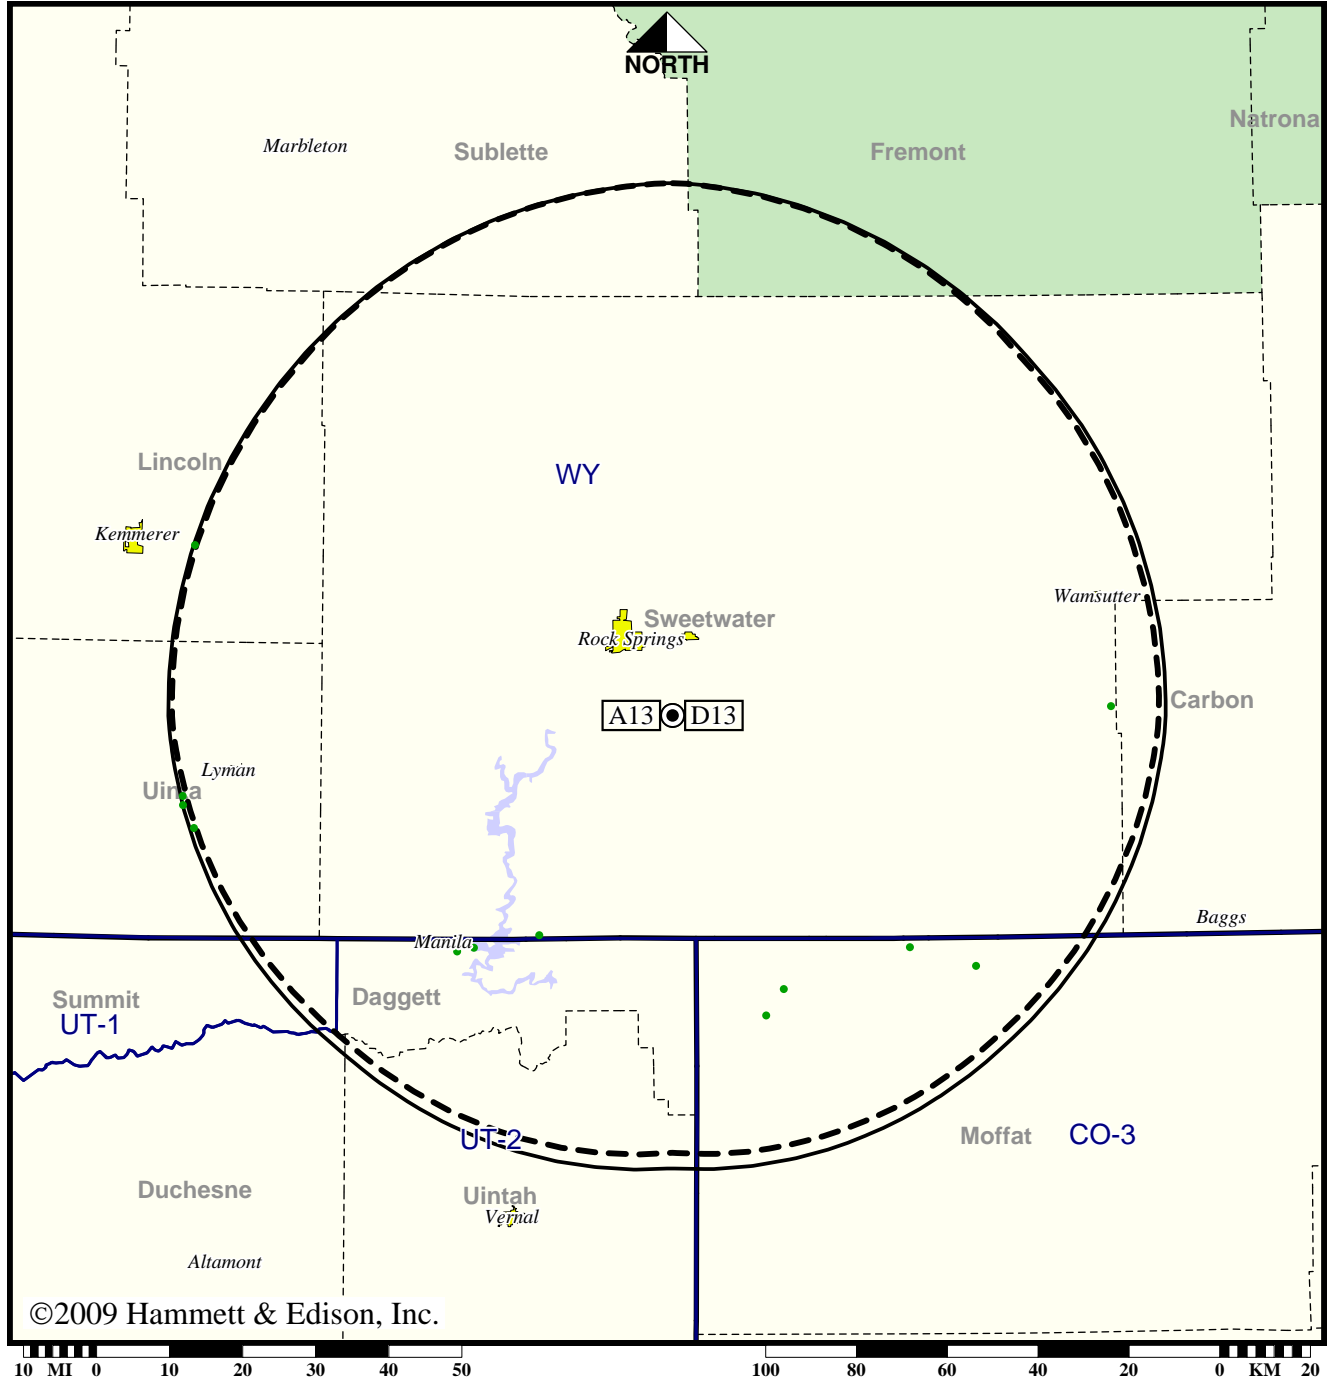 NORTH
Natrona
Marbleton
Sublette
Fremont
Lincoln
WY
Kemmerer
Wamsutter
Sweetwater
Rock Springs
Carbon
A13
D13
Lyman
Uinta
Baggs
Manila
Summit
Daggett
UT-1
UT-2
Moffat
CO-3
Duchesne
Uintah
Vernal
Altamont
©2009 Hammett & Edison, Inc.
10 MI 0 10 20 30 40 50
100 80 60 40 20 0 KM 20